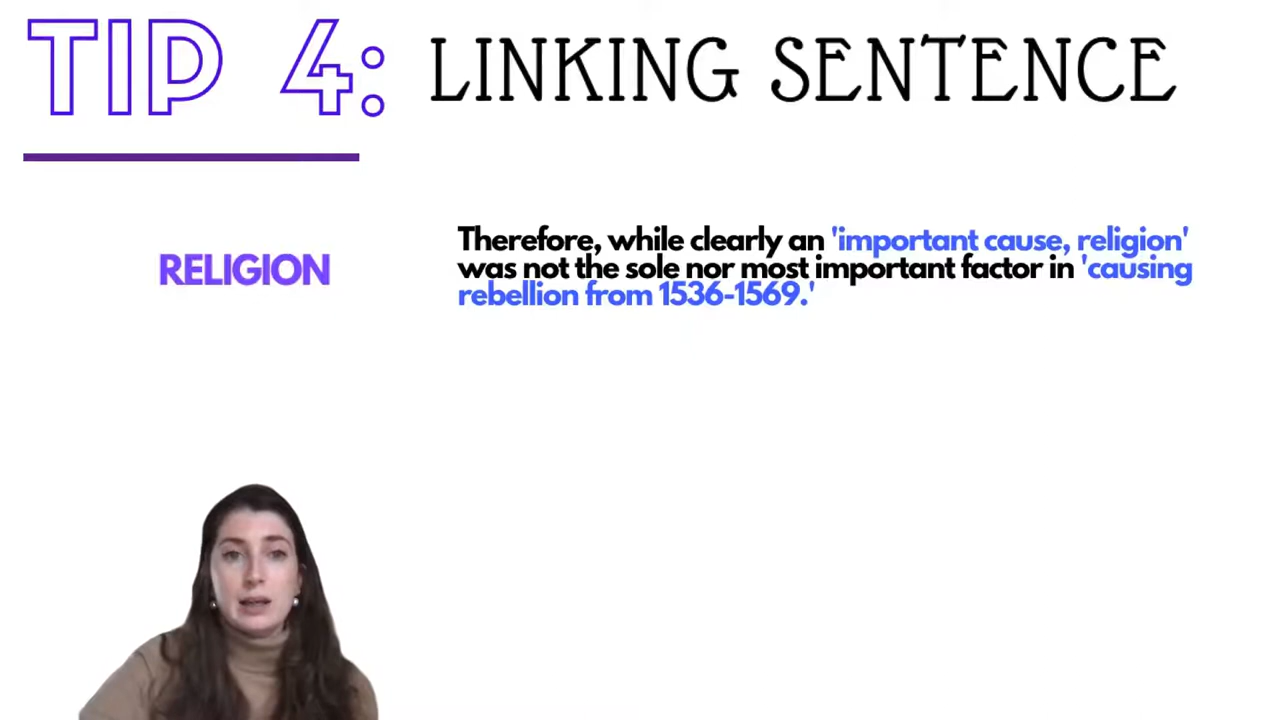 TIP 4: LINKING SENTENCE
RELIGION
Therefore, while clearly an 'important cause, religion'
was not the sole nor most important factor in 'causing
rebellion from 1536-1569.'